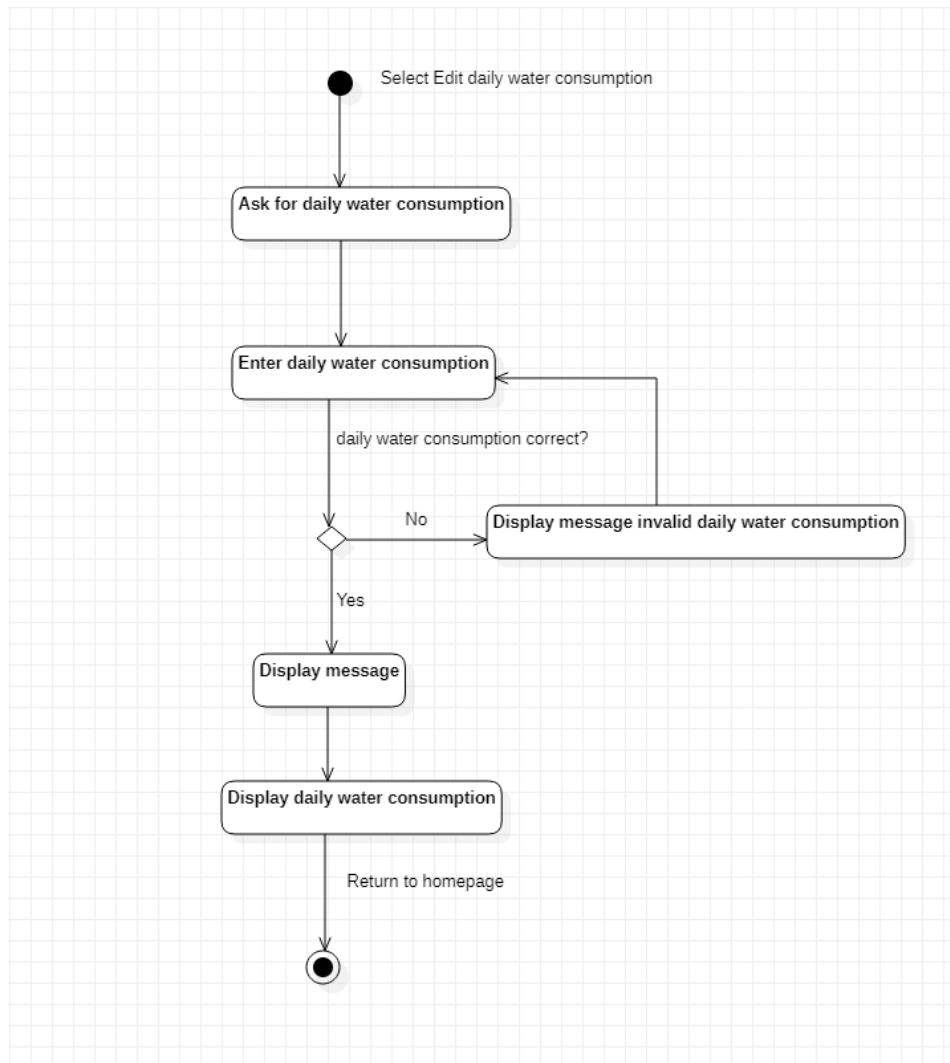 Select Edit daily water consumption
Ask for daily water consumption
Enter daily water consumption
daily water consumption correct?
No
Display message invalid daily water consumption
Yes
Display message
Display daily water consumption
Return to homepage